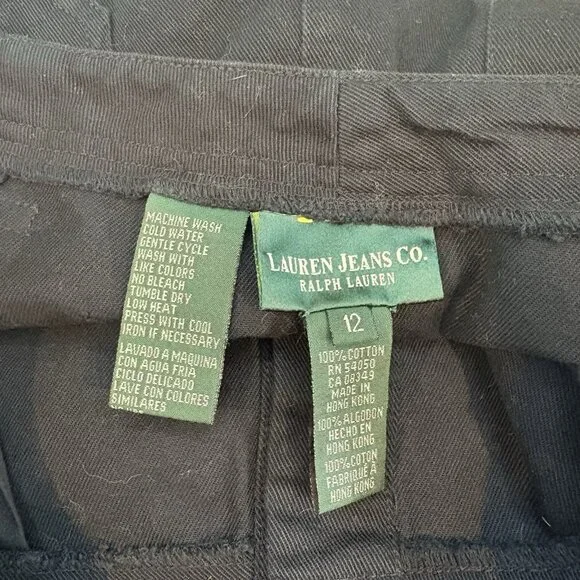 MACHINE WASH
COLD WATER
GENTLE CYCLE
WASH WITH
LIKE COLORS
NO BLEACH
TUMBLE DRY
LOW HEAT
PRESS WITH COOL
IRON IF NECESSARY
LAVADO A MAQUINA
CON AGUA FRIA
CICLO DELICADO
LAVE CON COLORES
SIMILARES
LAUREN JEANS CO.
RALPH LAUREN
12
100% COTTON
RN 54050
CA 08349
MADE IN
HONG KONG
100% ALGODON
HECHO EN
HONG KONG
100% COTON
FABRIQUÉ À
HONG KONG